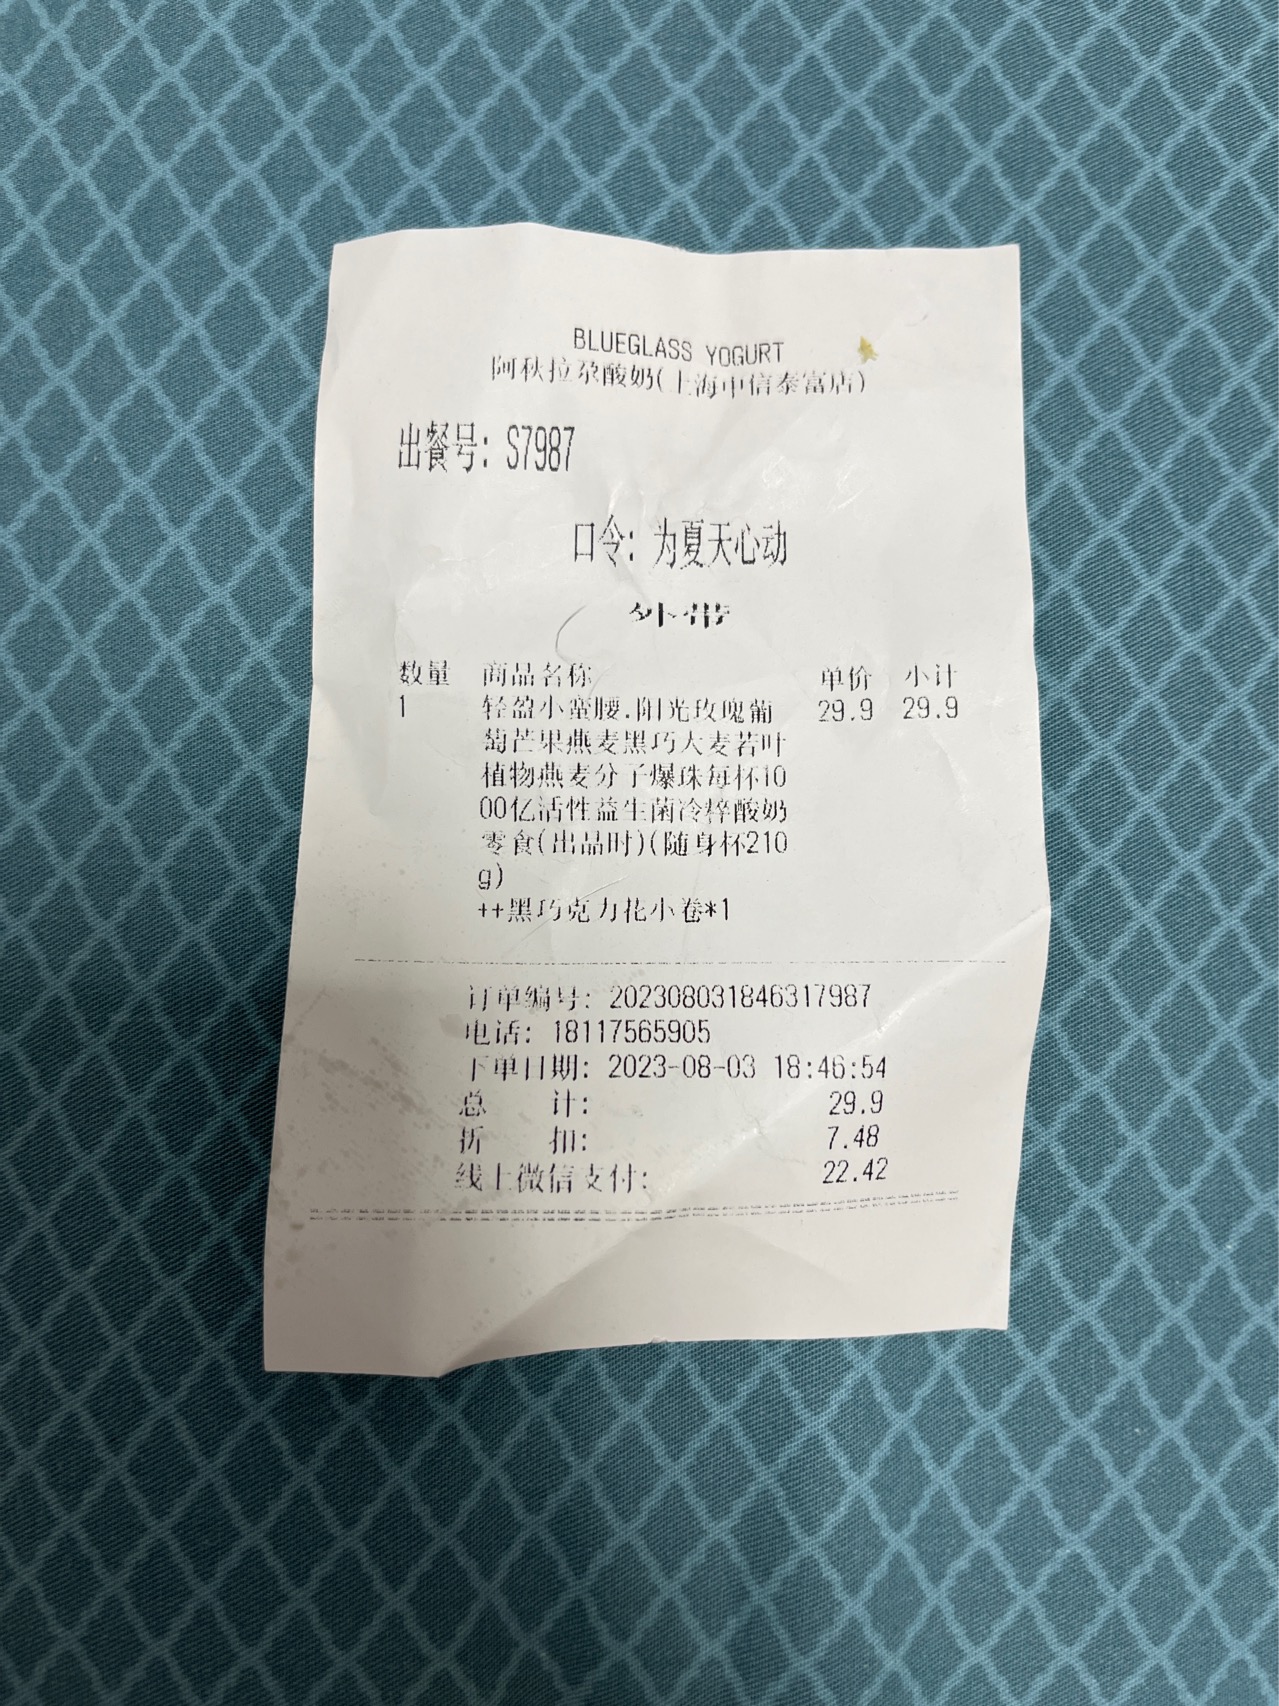 BLUEGLASS YOGURT
阿秋拉尕酸奶(上海中信泰富店)
出餐号: S7987
口令: 为夏天心动
外带
数量 商品名称 单价 小计
1 轻盈小蛮腰.阳光玫瑰葡 29.9 29.9
萄芒果燕麦黑巧大麦若叶
植物燕麦分子爆珠每杯10
00亿活性益生菌冷粹酸奶
零食(出品时)(随身杯210
g)
++黑巧克力花小卷*1
订单编号: 202308031846317987
电话: 18117565905
下单日期: 2023-08-03 18:46:54
总 计: 29.9
折 扣: 7.48
线上微信支付: 22.42